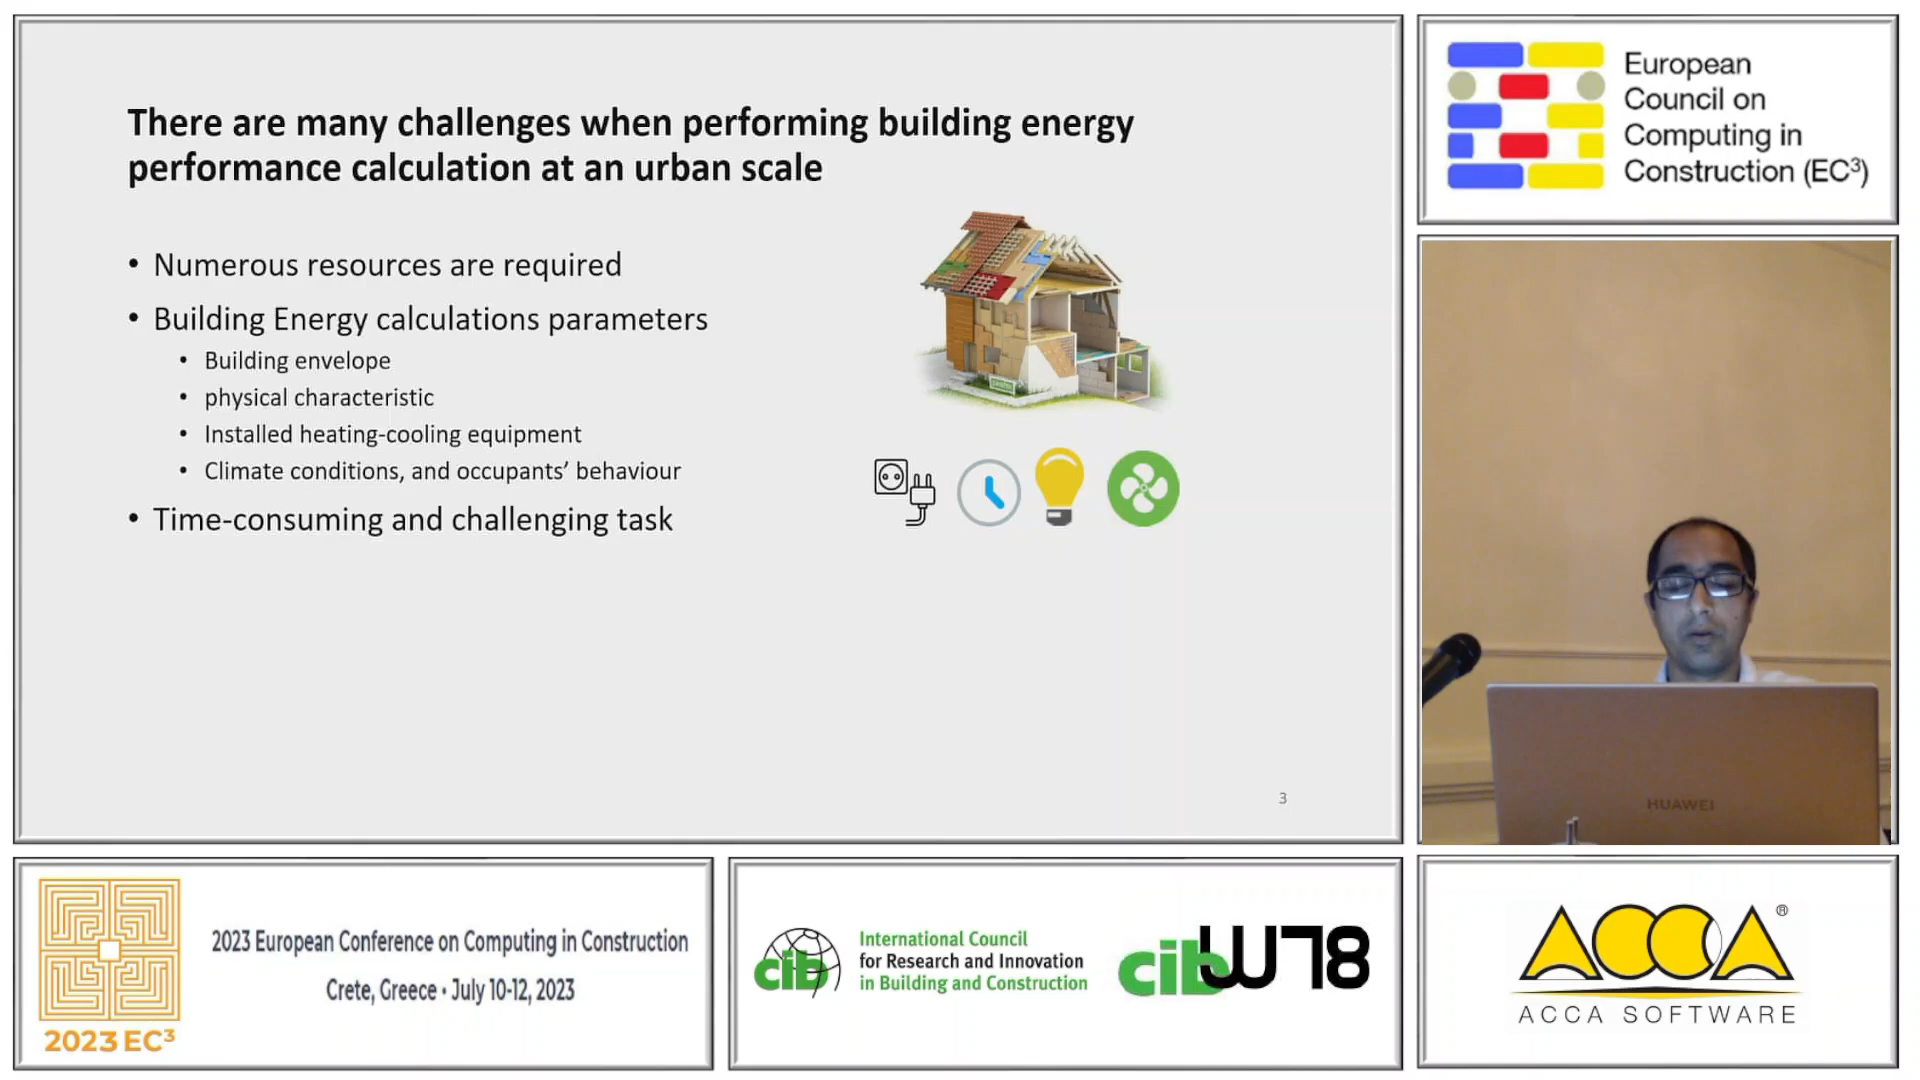 There are many challenges when performing building energy
performance calculation at an urban scale
• Numerous resources are required
• Building Energy calculations parameters
• Building envelope
• physical characteristic
• Installed heating-cooling equipment
• Climate conditions, and occupants’ behaviour
• Time-consuming and challenging task
3
European
Council on
Computing in
Construction (EC³)
HUAWEI
2023 EC³
2023 European Conference on Computing in Construction
Crete, Greece • July 10-12, 2023
cib
International Council
for Research and Innovation
in Building and Construction
cib W78
ACCA ®
ACCA SOFTWARE